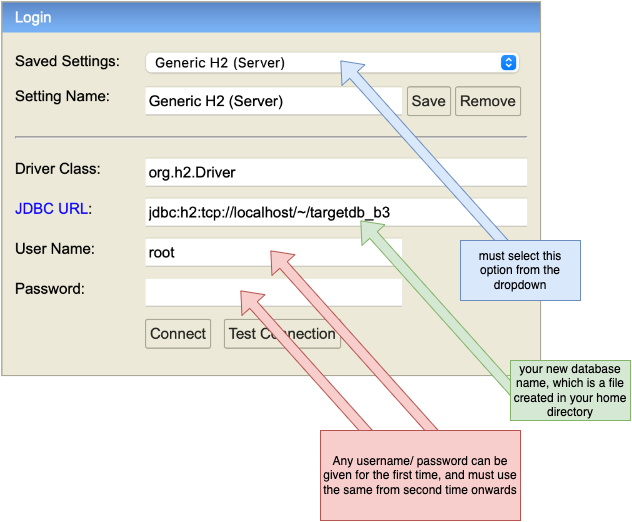 Login
Saved Settings:
Generic H2 (Server)
Setting Name:
Generic H2 (Server)
Save
Remove
Driver Class:
org.h2.Driver
JDBC URL:
jdbc:h2:tcp://localhost/~/targetdb_b3
User Name:
root
must select this
option from the
dropdown
Password:
Connect
Test Connection
your new database
name, which is a file
created in your home
directory
Any username/ password can be
given for the first time, and must use
the same from second time onwards